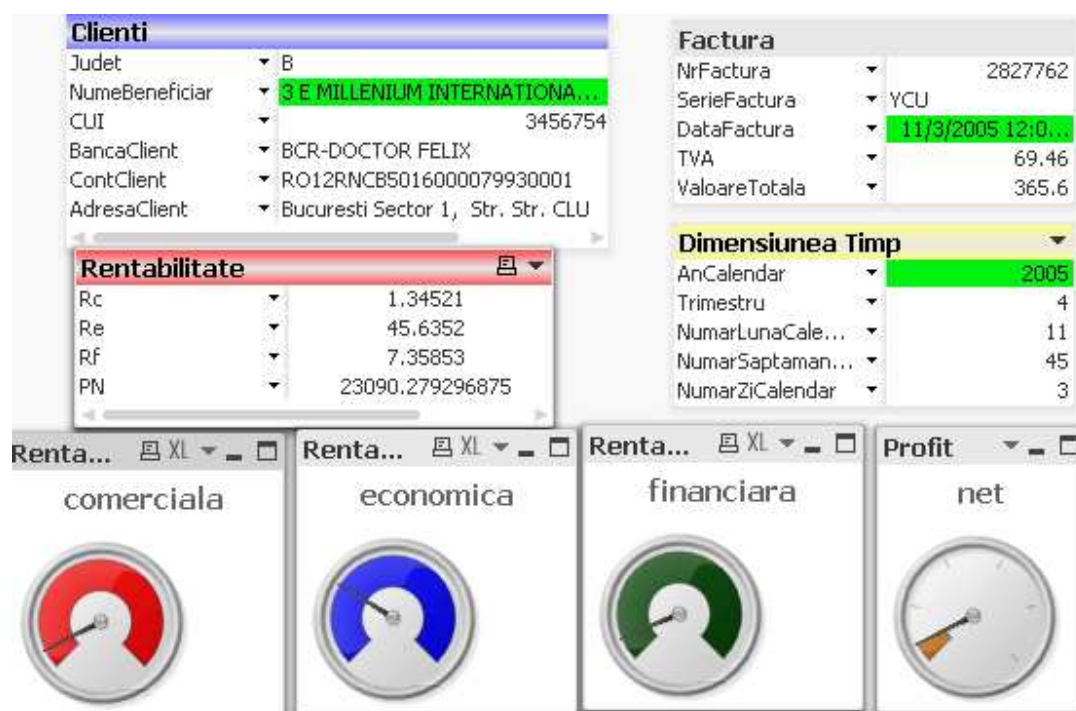 Clienti
Judet B
NumeBeneficiar 3 E MILLENIUM INTERNATIONA...
CUI 3456754
BancaClient BCR-DOCTOR FELIX
ContClient RO12RNCB5016000079930001
AdresaClient Bucuresti Sector 1, Str. Str. CLU
Factura
NrFactura 2827762
SerieFactura YCU
DataFactura 11/3/2005 12:0...
TVA 69.46
ValoareTotala 365.6
Rentabilitate
Rc 1.34521
Re 45.6352
Rf 7.35853
PN 23090.279296875
Dimensiunea Timp
AnCalendar 2005
Trimestru 4
NumarLunaCale... 11
NumarSaptaman... 45
NumarZiCalendar 3
Renta... XL
comerciala
Renta... XL
economica
Renta... XL
financiara
Profit
net